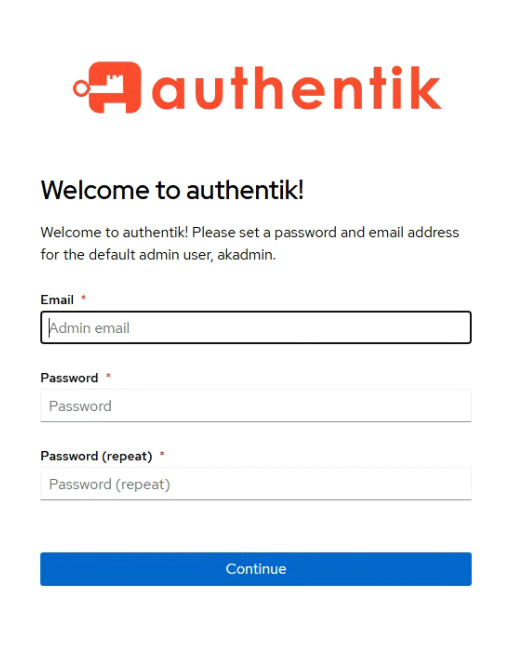 authentik
Welcome to authentik!
Welcome to authentik! Please set a password and email address
for the default admin user, akadmin.
Email *
Admin email
Password *
Password
Password (repeat) *
Password (repeat)
Continue